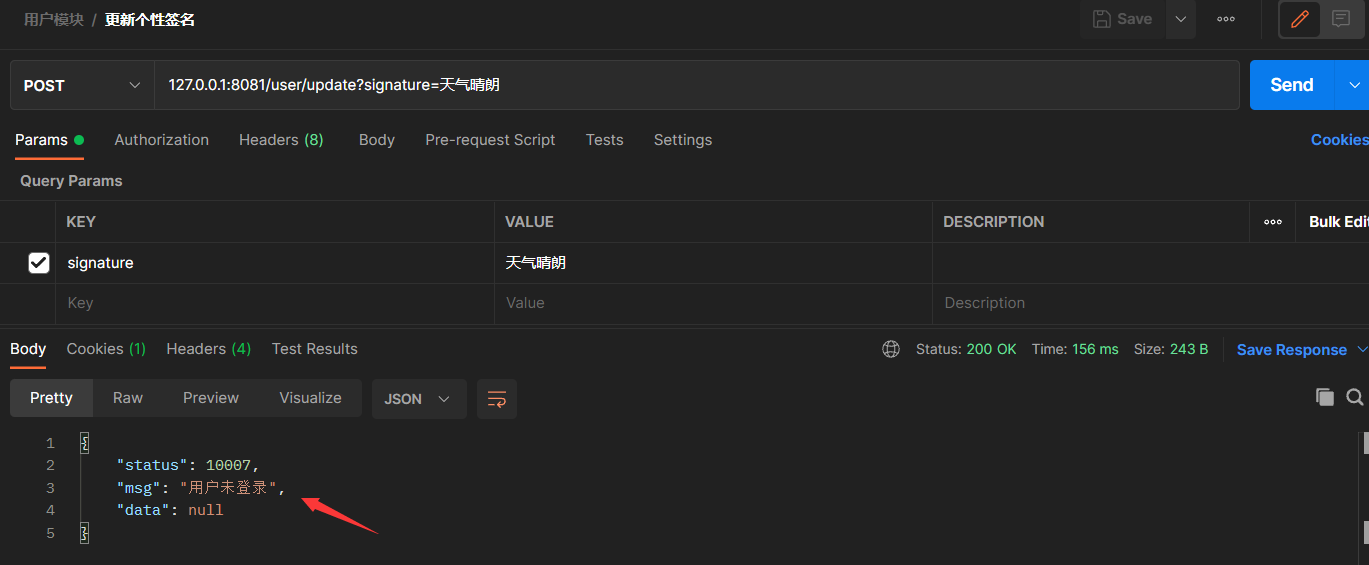 用户模块 / 更新个性签名
Save
POST
127.0.0.1:8081/user/update?signature=天气晴朗
Send
Params
Authorization
Headers (8)
Body
Pre-request Script
Tests
Settings
Cookies
Query Params
KEY
VALUE
DESCRIPTION
Bulk Edit
signature
天气晴朗
Key
Value
Description
Body
Cookies (1)
Headers (4)
Test Results
Status: 200 OK
Time: 156 ms
Size: 243 B
Save Response
Pretty
Raw
Preview
Visualize
JSON
1 {
2 "status": 10007,
3 "msg": "用户未登录",
4 "data": null
5 }